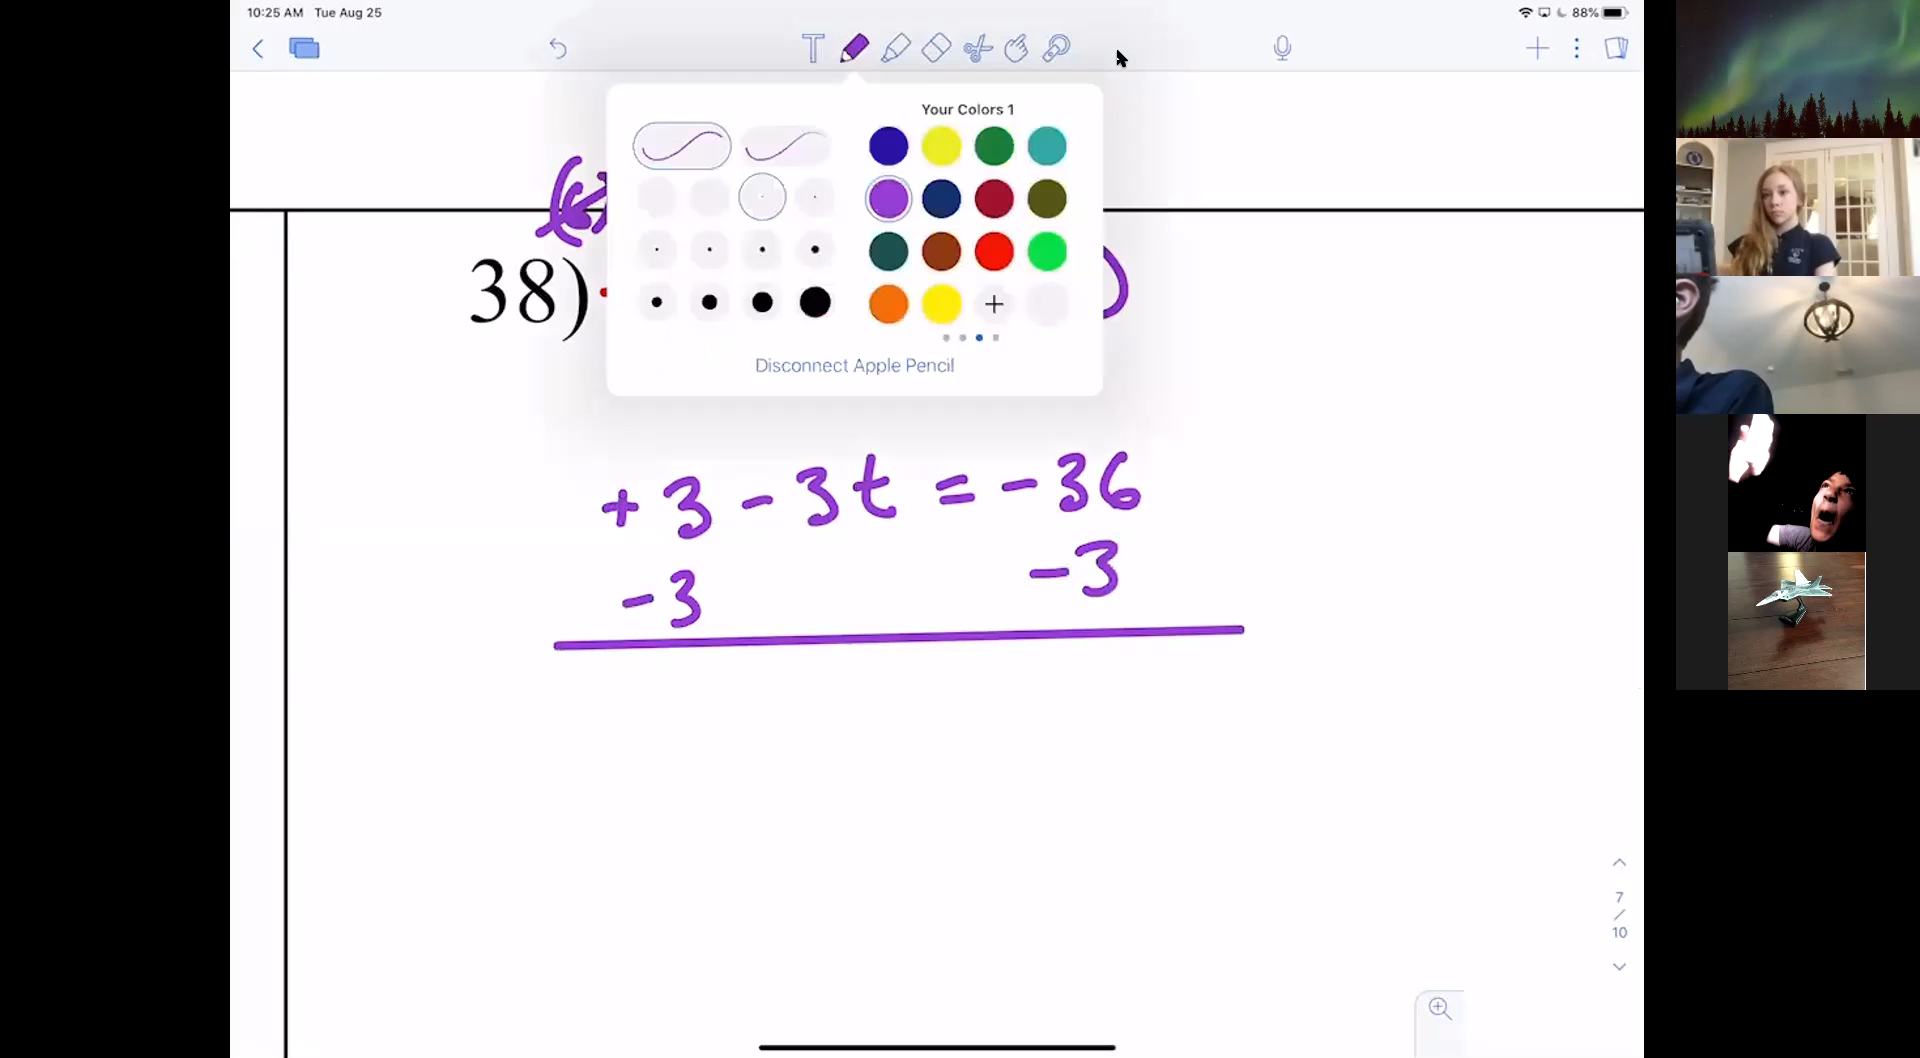 10:25 AM Tue Aug 25
88%
T
Your Colors 1
38)
+
Disconnect Apple Pencil
+ 3 - 3t = - 36
- 3 - 3
7
/
10